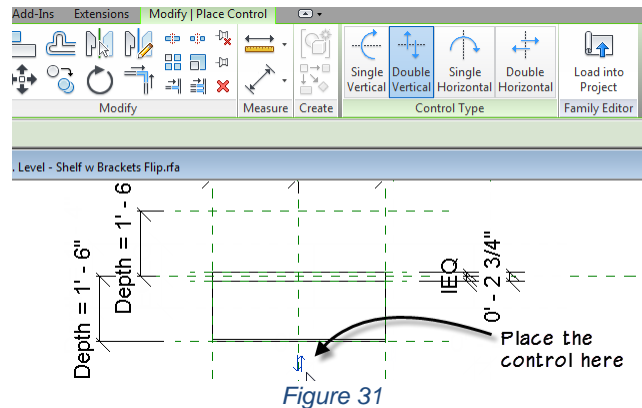 Add-Ins Extensions Modify | Place Control
Single Vertical
Double Vertical
Single Horizontal
Double Horizontal
Load into Project
Modify
Measure
Create
Control Type
Family Editor
. Level - Shelf w Brackets Flip.rfa
Depth = 1' - 6"
Depth = 1' - 6
EQ
0' - 2 3/4"
Place the
control here
Figure 31